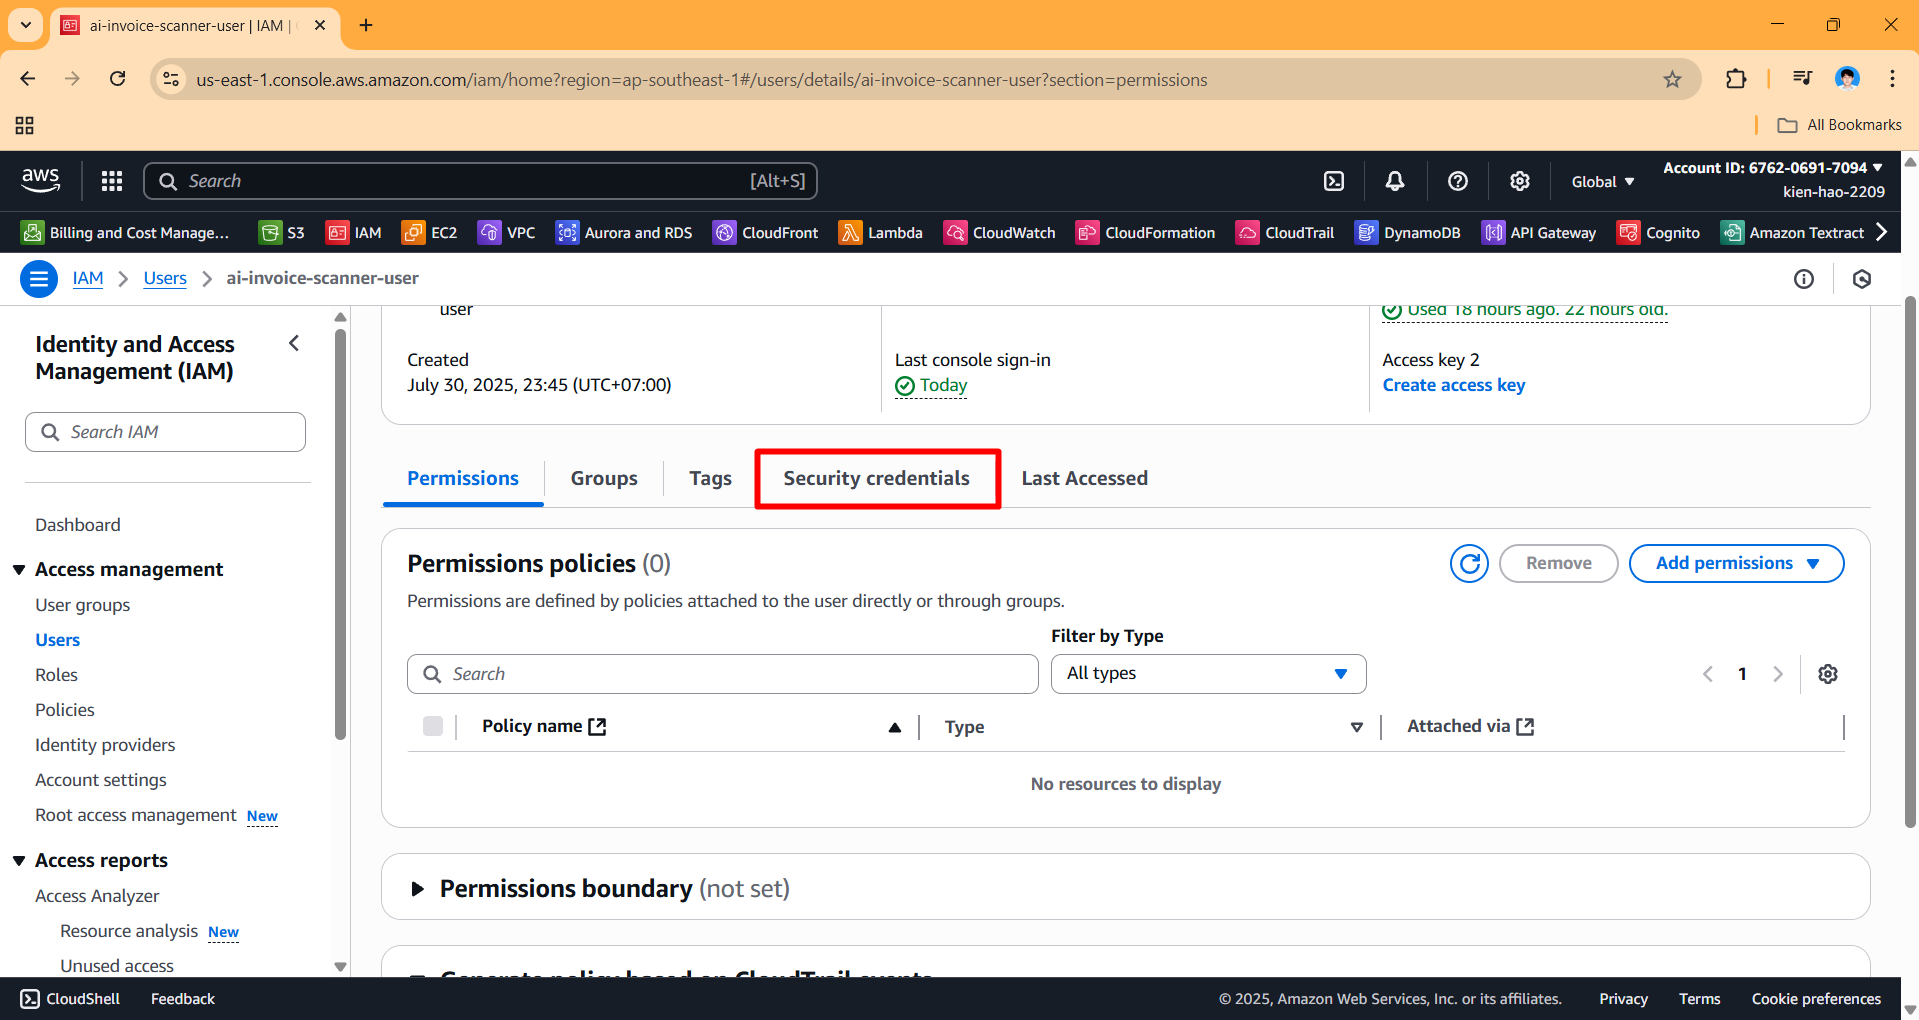 ai-invoice-scanner-user | IAM |
us-east-1.console.aws.amazon.com/iam/home?region=ap-southeast-1#/users/details/ai-invoice-scanner-user?section=permissions
All Bookmarks
aws
Search
[Alt+S]
Global
Account ID: 6762-0691-7094
kien-hao-2209
Billing and Cost Manage...
S3
IAM
EC2
VPC
Aurora and RDS
CloudFront
Lambda
CloudWatch
CloudFormation
CloudTrail
DynamoDB
API Gateway
Cognito
Amazon Textract
IAM
Users
ai-invoice-scanner-user
Identity and Access
Management (IAM)
Search IAM
Dashboard
Access management
User groups
Users
Roles
Policies
Identity providers
Account settings
Root access management New
Access reports
Access Analyzer
Resource analysis New
Unused access
user
Used 18 hours ago. 22 hours old.
Created
July 30, 2025, 23:45 (UTC+07:00)
Last console sign-in
Today
Access key 2
Create access key
Permissions
Groups
Tags
Security credentials
Last Accessed
Permissions policies (0)
Remove
Add permissions
Permissions are defined by policies attached to the user directly or through groups.
Filter by Type
Search
All types
1
Policy name
Type
Attached via
No resources to display
Permissions boundary (not set)
Generate policy based on CloudTrail events
CloudShell
Feedback
© 2025, Amazon Web Services, Inc. or its affiliates.
Privacy
Terms
Cookie preferences